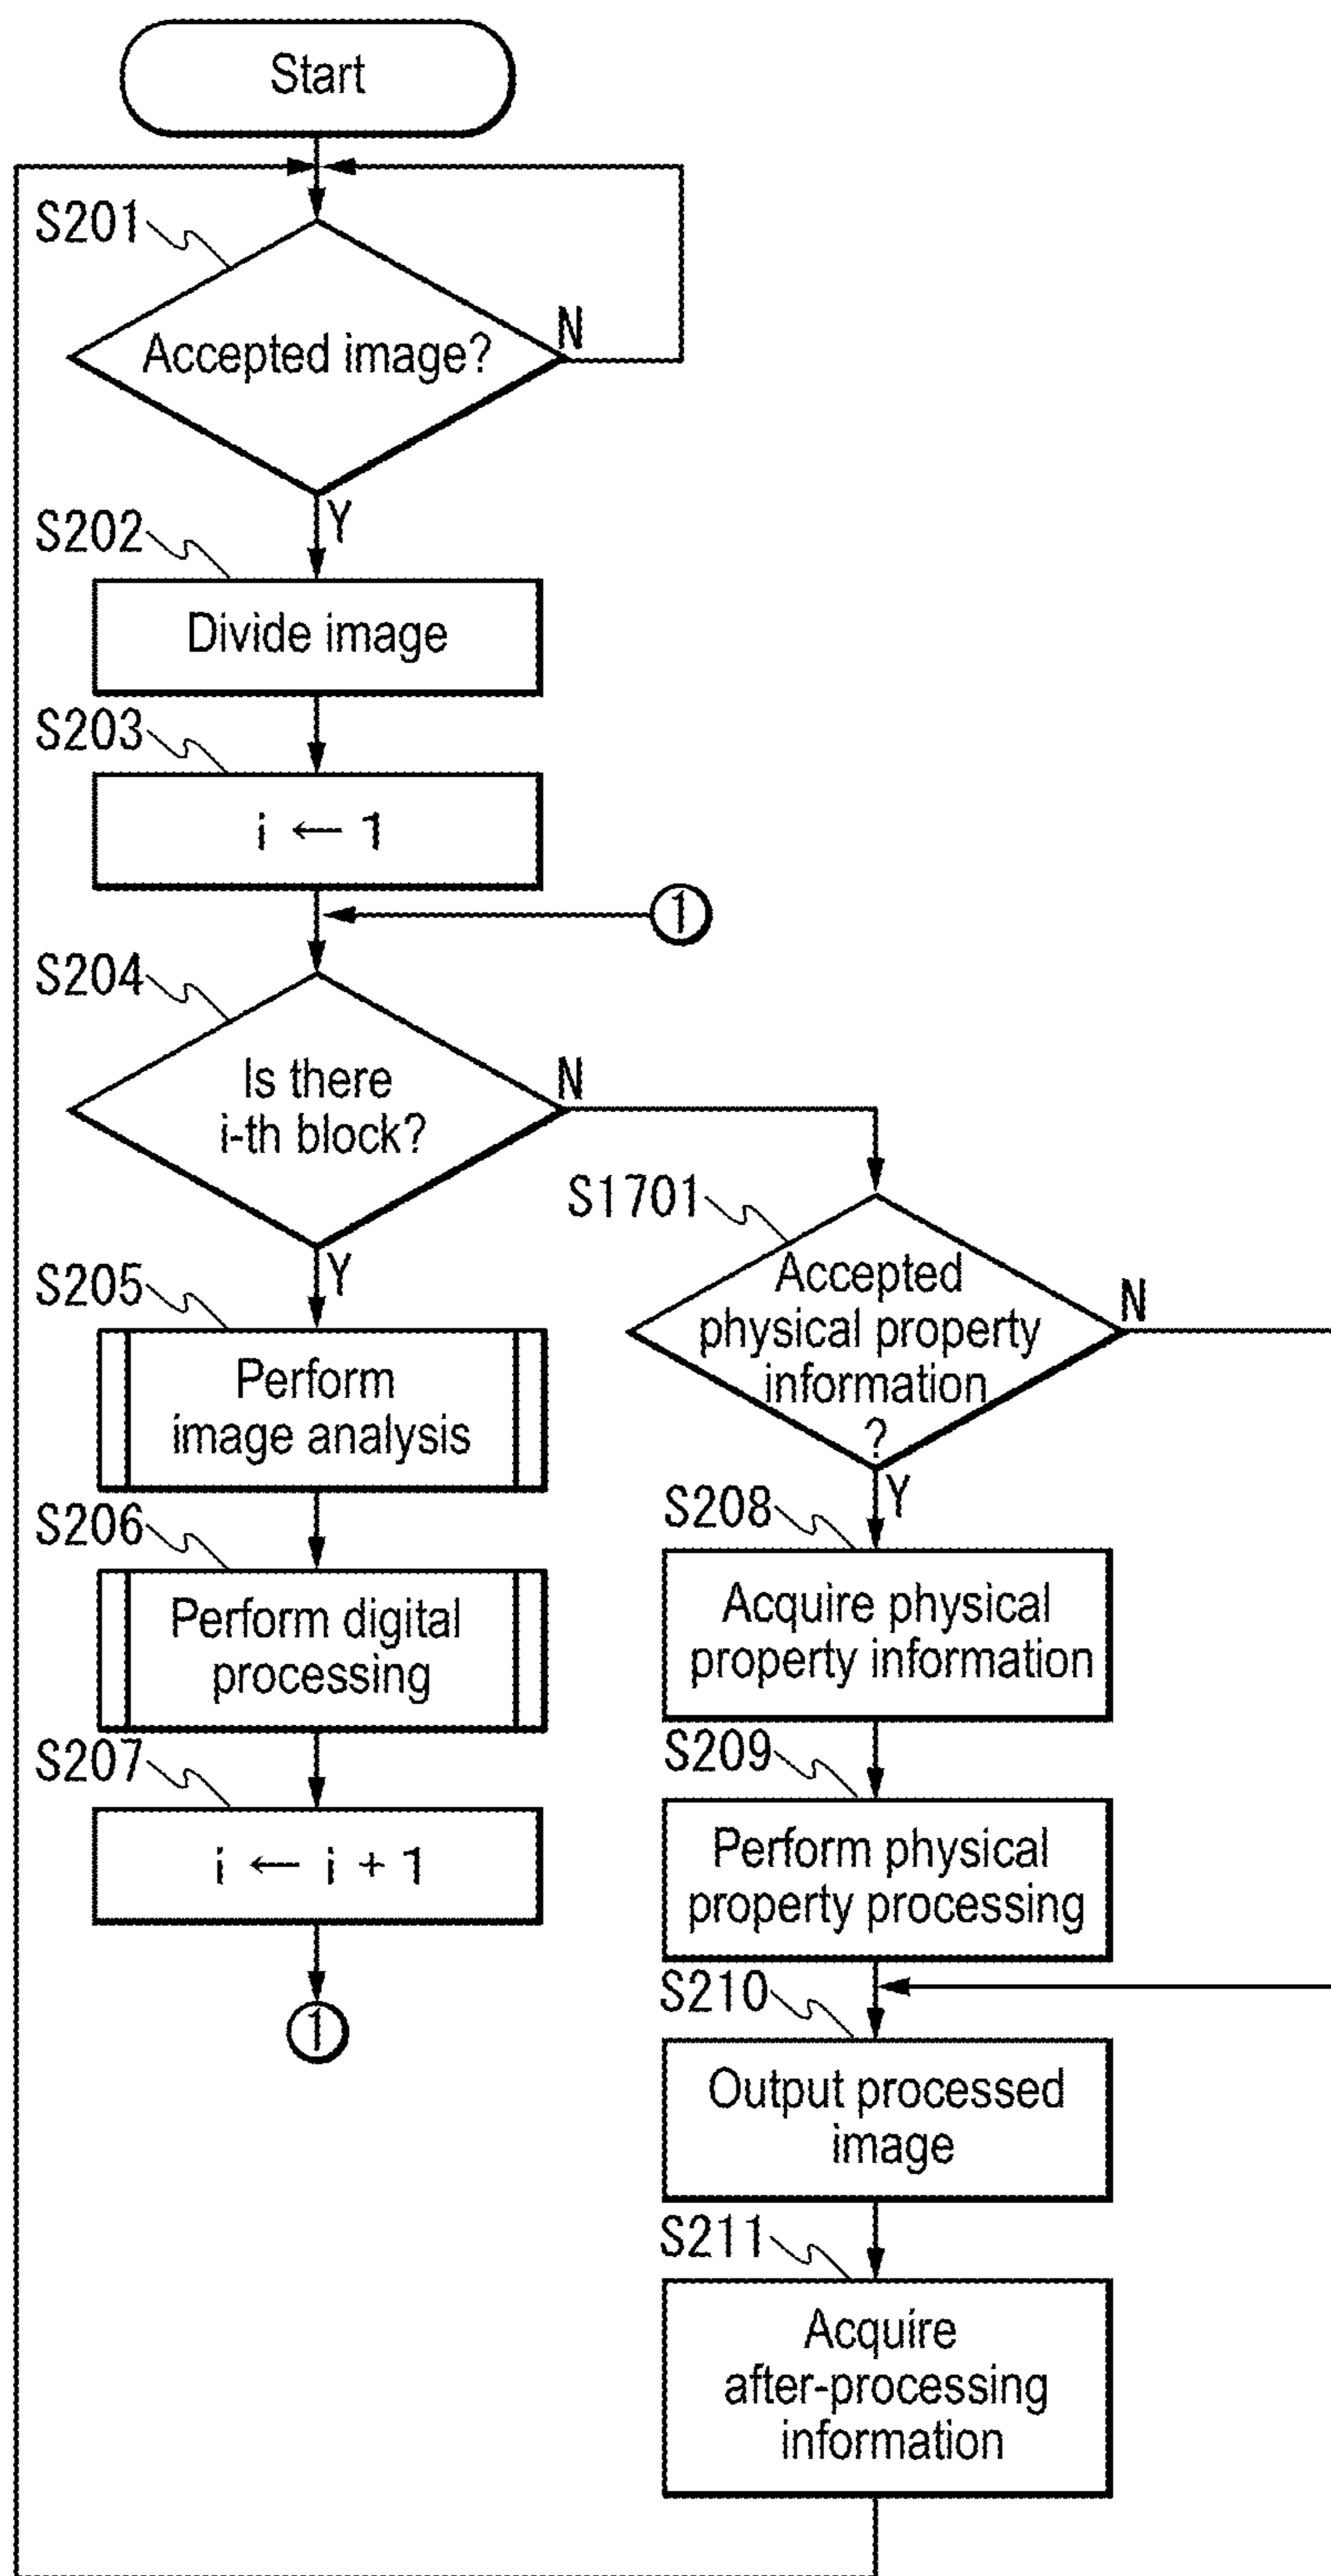 Start
S201
Accepted image?
N
Y
S202
Divide image
S203
i ← 1
1
S204
Is there
i-th block?
N
Y
S1701
Accepted
physical property
information
?
N
Y
S205
Perform
image analysis
S206
Perform digital
processing
S207
i ← i + 1
1
S208
Acquire physical
property information
S209
Perform physical
property processing
S210
Output processed
image
S211
Acquire
after-processing
information